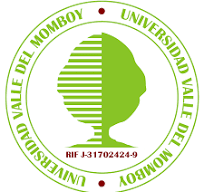 UNIVERSIDAD VALLE DEL MOMBOY
UNIVERSIDAD VALLE DEL MOMBOY
RIF J-31702424-9